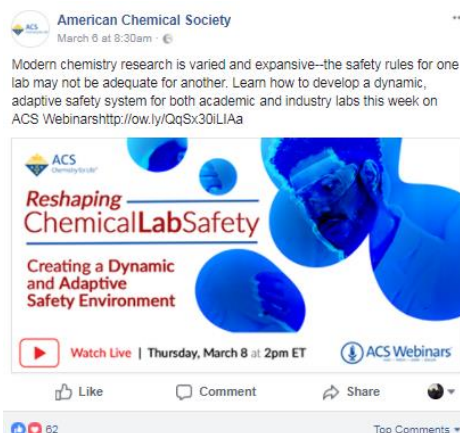 American Chemical Society
March 6 at 8:30am ·
Modern chemistry research is varied and expansive--the safety rules for one
lab may not be adequate for another. Learn how to develop a dynamic,
adaptive safety system for both academic and industry labs this week on
ACS Webinarshttp://ow.ly/QqSx30iLIAa
ACS
Chemistry for Life®
Reshaping
ChemicalLabSafety
Creating a Dynamic
and Adaptive
Safety Environment
Watch Live | Thursday, March 8 at 2pm ET
ACS Webinars
Like Comment Share
62 Top Comments